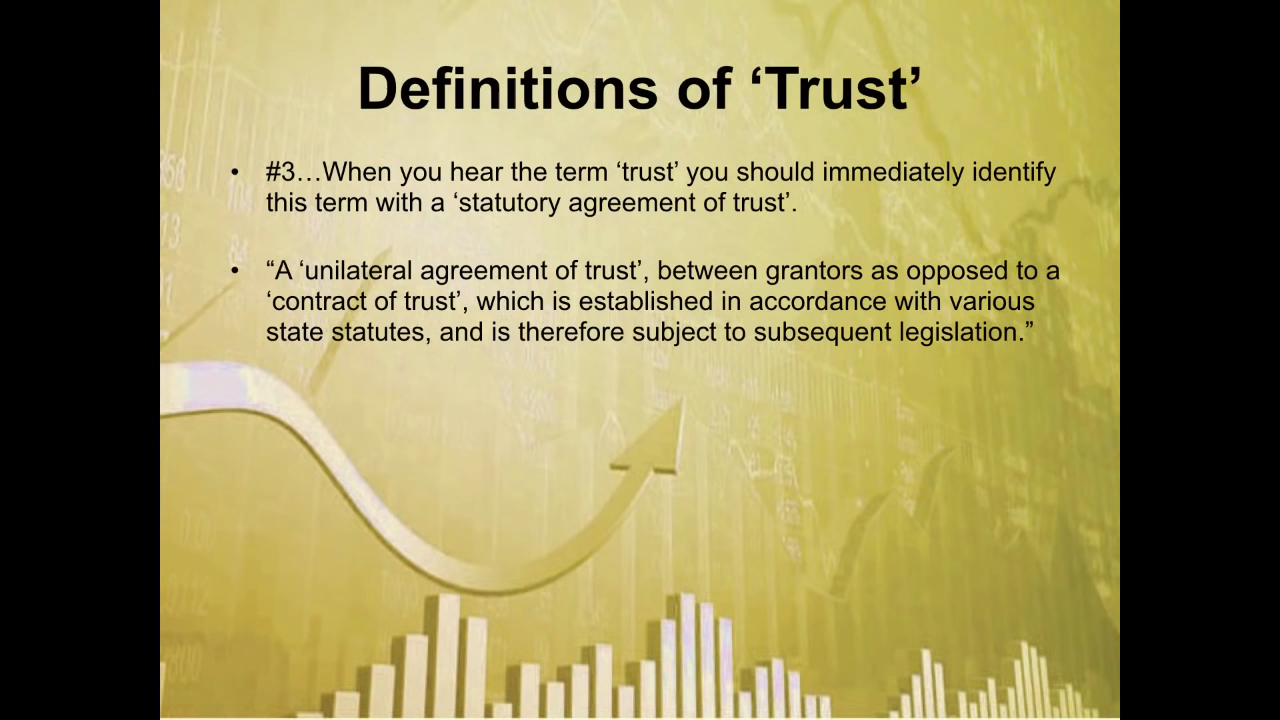 Definitions of ‘Trust’
• #3…When you hear the term ‘trust’ you should immediately identify
this term with a ‘statutory agreement of trust’.
• “A ‘unilateral agreement of trust’, between grantors as opposed to a
‘contract of trust’, which is established in accordance with various
state statutes, and is therefore subject to subsequent legislation.”